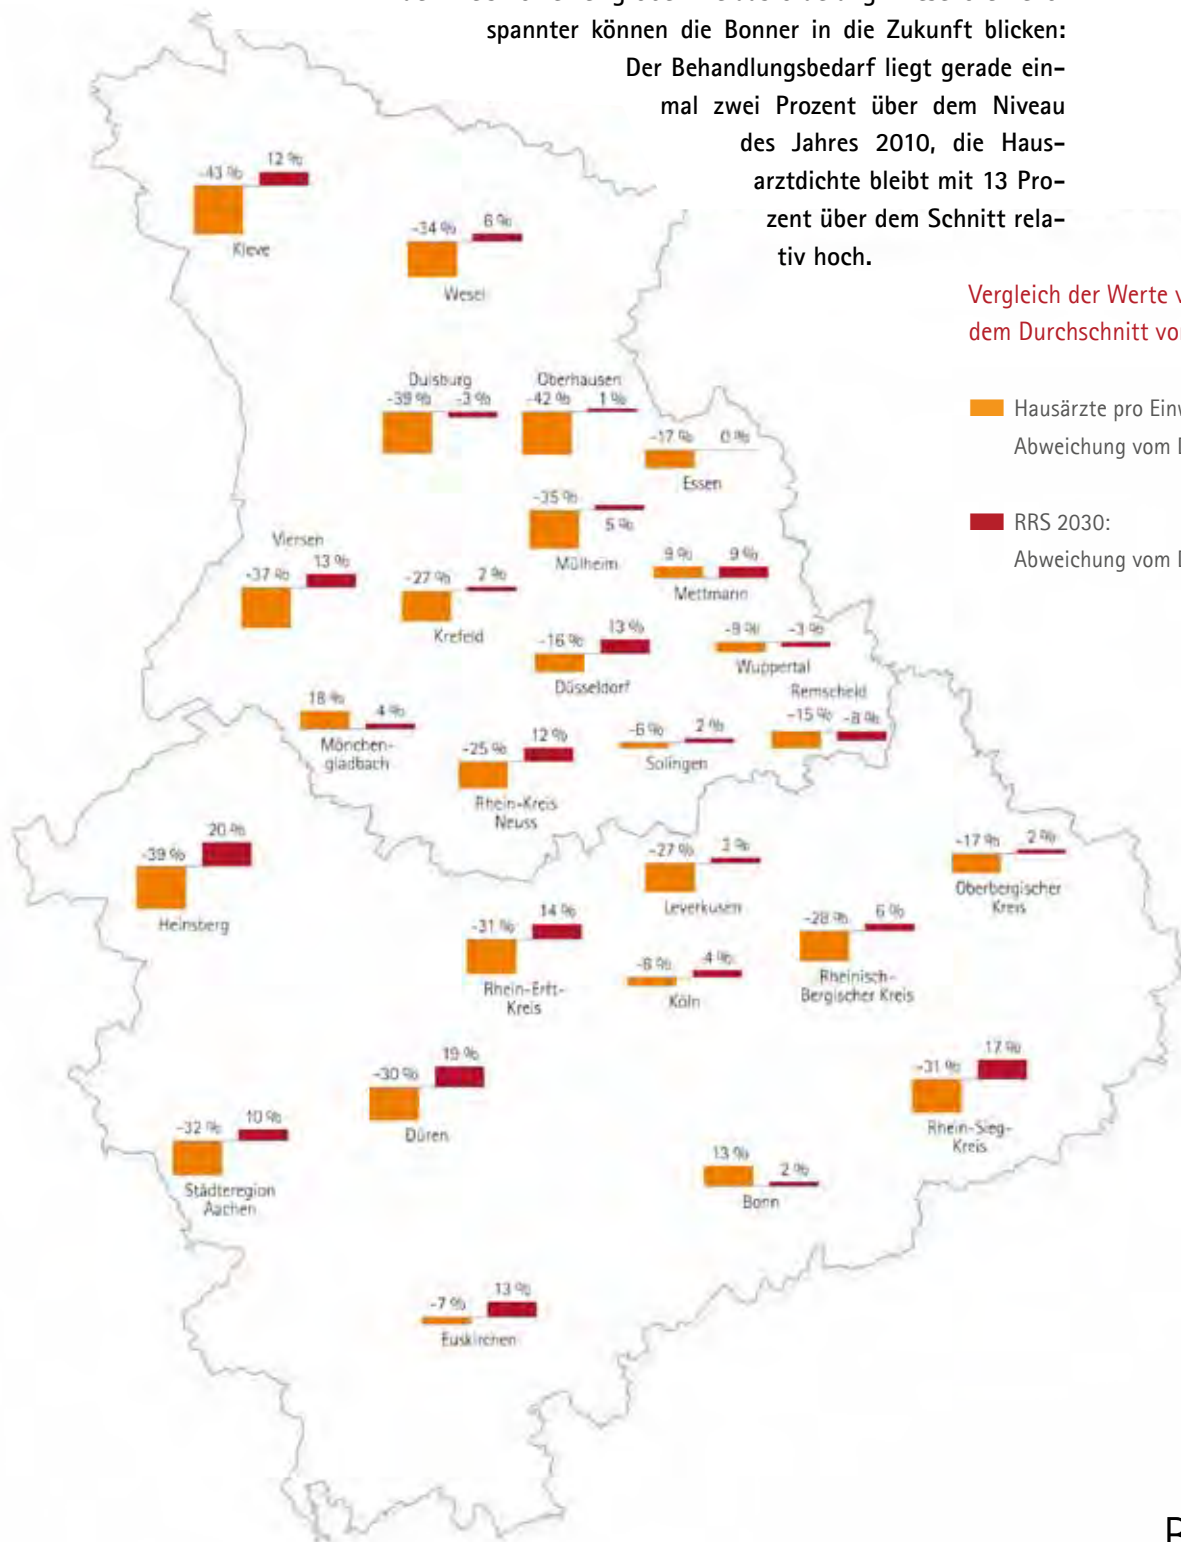 spannter können die Bonner in die Zukunft blicken:
Der Behandlungsbedarf liegt gerade ein-
mal zwei Prozent über dem Niveau
des Jahres 2010, die Haus-
arztdichte bleibt mit 13 Pro-
zent über dem Schnitt rela-
tiv hoch.
Vergleich der Werte
dem Durchschnitt
Hausärzte pro
Abweichung vom
RRS 2030:
Abweichung vom
-43 % 12 %
Kleve
-34 % 6 %
Wesel
Duisburg
-39 % -3 %
Oberhausen
-42 % 1 %
-17 % 0 %
Essen
-35 %
5 %
Mülheim
Viersen
-37 % 13 %
-27 % 2 %
Krefeld
9 % 9 %
Mettmann
-16 % 13 %
Düsseldorf
-3 %
Wuppertal
Remscheid
-15 % -8 %
18 % 4 %
Mönchen-
gladbach
-25 % 12 %
Rhein-Kreis
Neuss
-6 % 2 %
Solingen
-39 % 20 %
Heinsberg
-27 %
Leverkusen
-17 % 2 %
Oberbergischer
Kreis
-31 % 14 %
Rhein-Erft-
Kreis
4 %
Köln
-28 % 6 %
Rheinisch-
Bergischer Kreis
-30 % 19 %
Düren
-31 % 17 %
Rhein-Sieg-
Kreis
-32 % 10 %
Städteregion
Aachen
13 % 2 %
Bonn
-7 % 13 %
Euskirchen